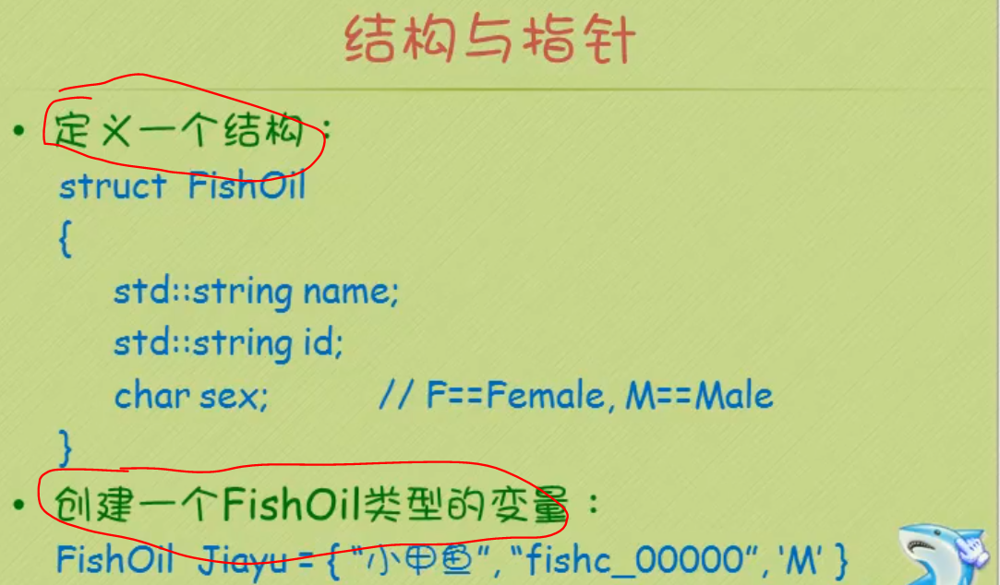 结构与指针
• 定义一个结构：
struct FishOil
{
std::string name;
std::string id;
char sex; // F==Female, M==Male
}
• 创建一个FishOil类型的变量：
FishOil Jiayu = { “小甲鱼”, “fishc_00000”, ‘M’ }